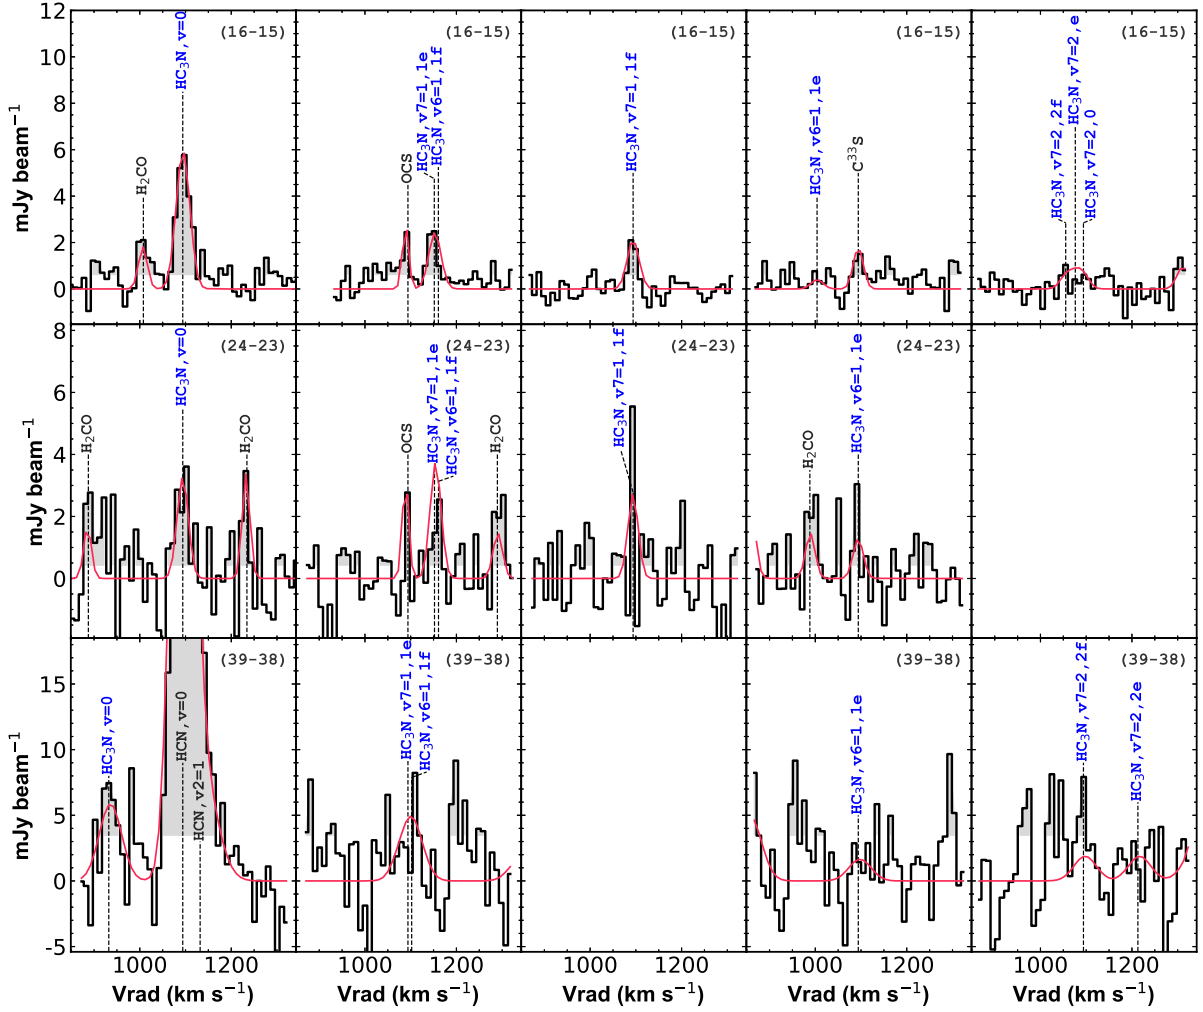 12
10
8
6
4
2
0
mJy beam⁻¹
(16-15)
H₂CO
HC₃N,v=0
(16-15)
OCS
HC₃N,v7=1,1e
HC₃N,v6=1,1f
(16-15)
HC₃N,v7=1,1f
(16-15)
HC₃N,v6=1,1e
C³³S
(16-15)
HC₃N,v7=2,2f
HC₃N,v7=2,e
HC₃N,v7=2,0
8
6
4
2
0
mJy beam⁻¹
(24-23)
H₂CO
HC₃N,v=0
H₂CO
(24-23)
OCS
HC₃N,v7=1,1e
HC₃N,v6=1,1f
H₂CO
(24-23)
HC₃N,v7=1,1f
(24-23)
H₂CO
HC₃N,v6=1,1e
15
10
5
0
-5
mJy beam⁻¹
(39-38)
HC₃N,v=0
HCN,v=0
HCN,v2=1
(39-38)
HC₃N,v7=1,1e
HC₃N,v6=1,1f
(39-38)
HC₃N,v6=1,1e
(39-38)
HC₃N,v7=2,2f
HC₃N,v7=2,2e
1000 1200
1000 1200
1000 1200
1000 1200
1000 1200
Vrad (km s⁻¹)
Vrad (km s⁻¹)
Vrad (km s⁻¹)
Vrad (km s⁻¹)
Vrad (km s⁻¹)